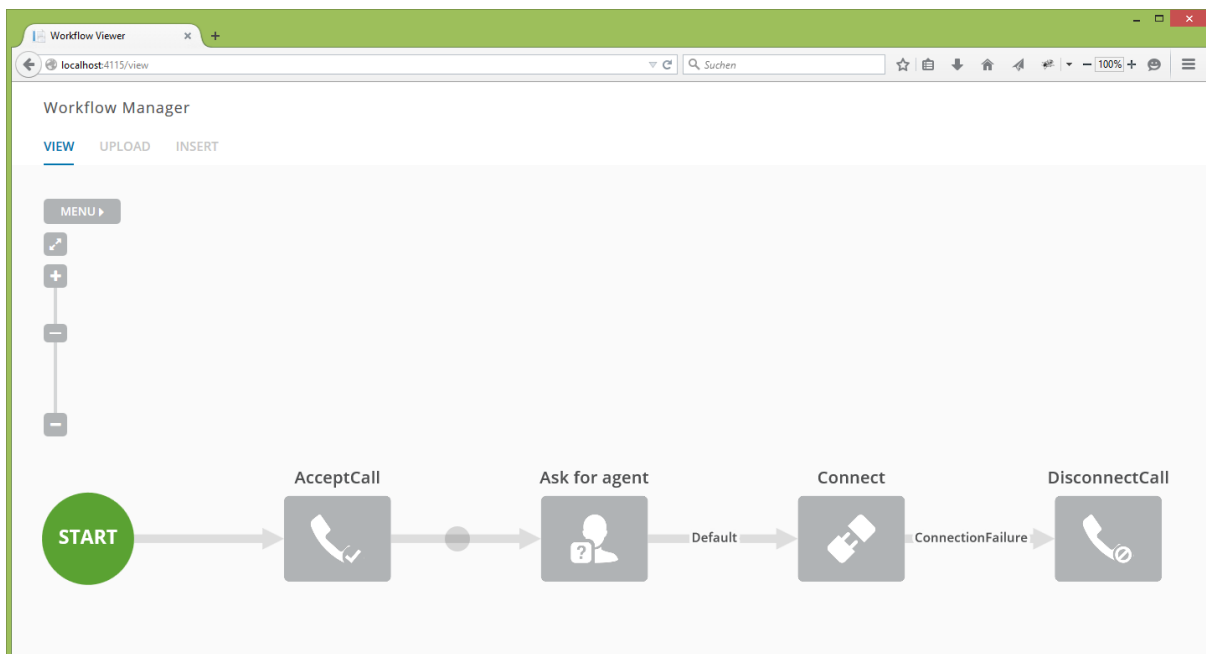 Workflow Viewer
localhost:4115/view
Suchen
100%
Workflow Manager
VIEW UPLOAD INSERT
MENU
AcceptCall Ask for agent Connect DisconnectCall
START
?
Default
ConnectionFailure